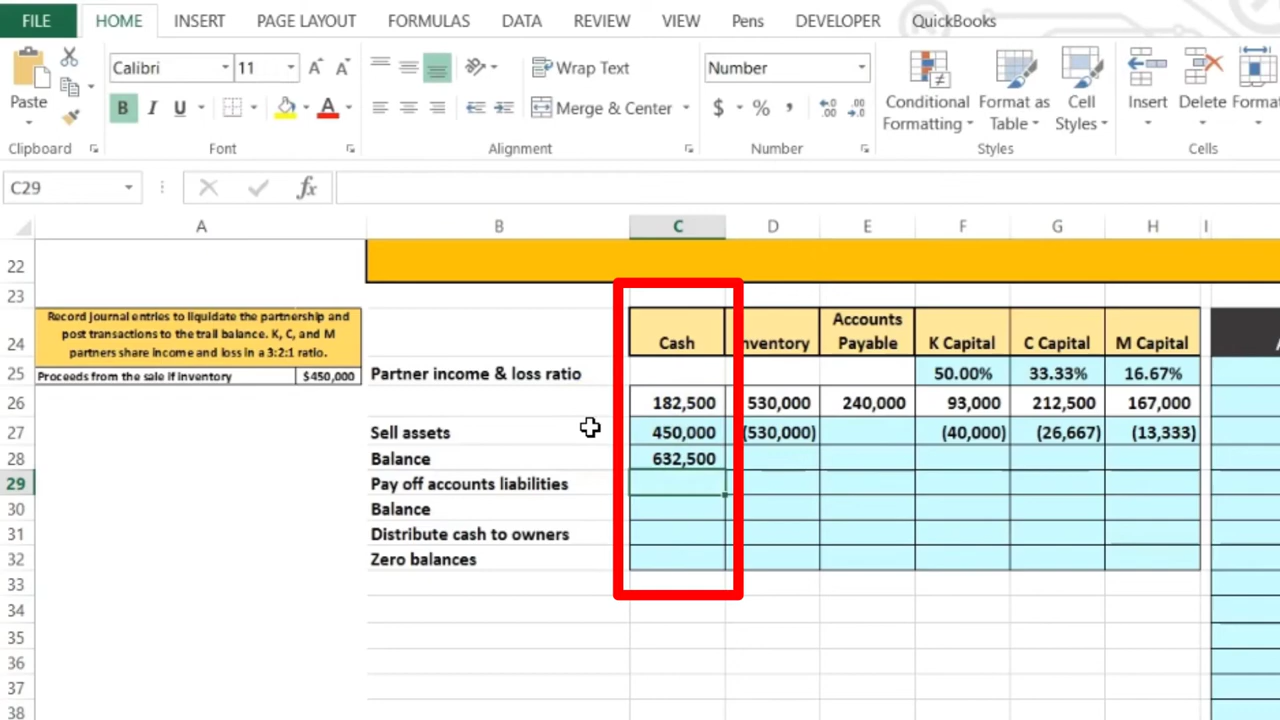 FILE HOME INSERT PAGE LAYOUT FORMULAS DATA REVIEW VIEW Pens DEVELOPER QuickBooks
Paste
Calibri 11
B I U A
Wrap Text
Merge & Center
Number
$ % ,
Conditional Formatting
Format as Table
Cell Styles
Insert Delete Format
Clipboard Font Alignment Number Styles Cells
C29 fx
A B C D E F G H I
22
23
24
Record journal entries to liquidate the partnership and
post transactions to the trail balance. K, C, and M
partners share income and loss in a 3:2:1 ratio.
Cash nventory Accounts Payable K Capital C Capital M Capital
25 Proceeds from the sale if inventory $450,000 Partner income & loss ratio 50.00% 33.33% 16.67%
26 182,500 530,000 240,000 93,000 212,500 167,000
27 Sell assets 450,000 (530,000) (40,000) (26,667) (13,333)
28 Balance 632,500
29 Pay off accounts liabilities
30 Balance
31 Distribute cash to owners
32 Zero balances
33
34
35
36
37
38